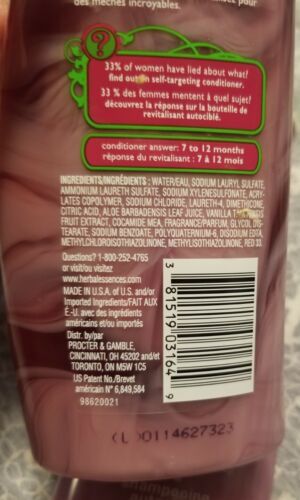 des mèches incroyables.
pour
?
33% of women have lied about what?
find out on self-targeting conditioner.
33 % des femmes mentent à quel sujet?
découvrez la réponse sur la bouteille de
revitalisant autociblé.
conditioner answer: 7 to 12 months
réponse du revitalisant : 7 à 12 mois
INGREDIENTS/INGRÉDIENTS: WATER/EAU, SODIUM LAURYL SULFATE,
AMMONIUM LAURETH SULFATE, SODIUM XYLENESULFONATE, ACRY-
LATES COPOLYMER, SODIUM CHLORIDE, LAURETH-4, DIMETHICONE,
CITRIC ACID, ALOE BARBADENSIS LEAF JUICE, VANILLA
FRUIT EXTRACT, COCAMIDE MEA, FRAGRANCE/PARFUM, GLYCOL DIS-
TEARATE, SODIUM BENZOATE, POLYQUATERNIUM-6, DISODIUM EDTA,
METHYLCHLOROISOTHIAZOLINONE, METHYLISOTHIAZOLINONE, RED 33.
Questions? 1-800-252-4765
or visit/ou visitez
www.herbalessences.com
MADE IN U.S.A. of U.S. and/or
Imported Ingredients/FAIT AUX
É.-U. avec des ingrédients
américains et/ou importés
Distr. by/par
PROCTER & GAMBLE,
CINCINNATI, OH 45202 and/et
TORONTO, ON M5W 1C5
US Patent No./Brevet
américain Nº 6,849,584
98620021
3 81519 03164 9
(L)0114627323